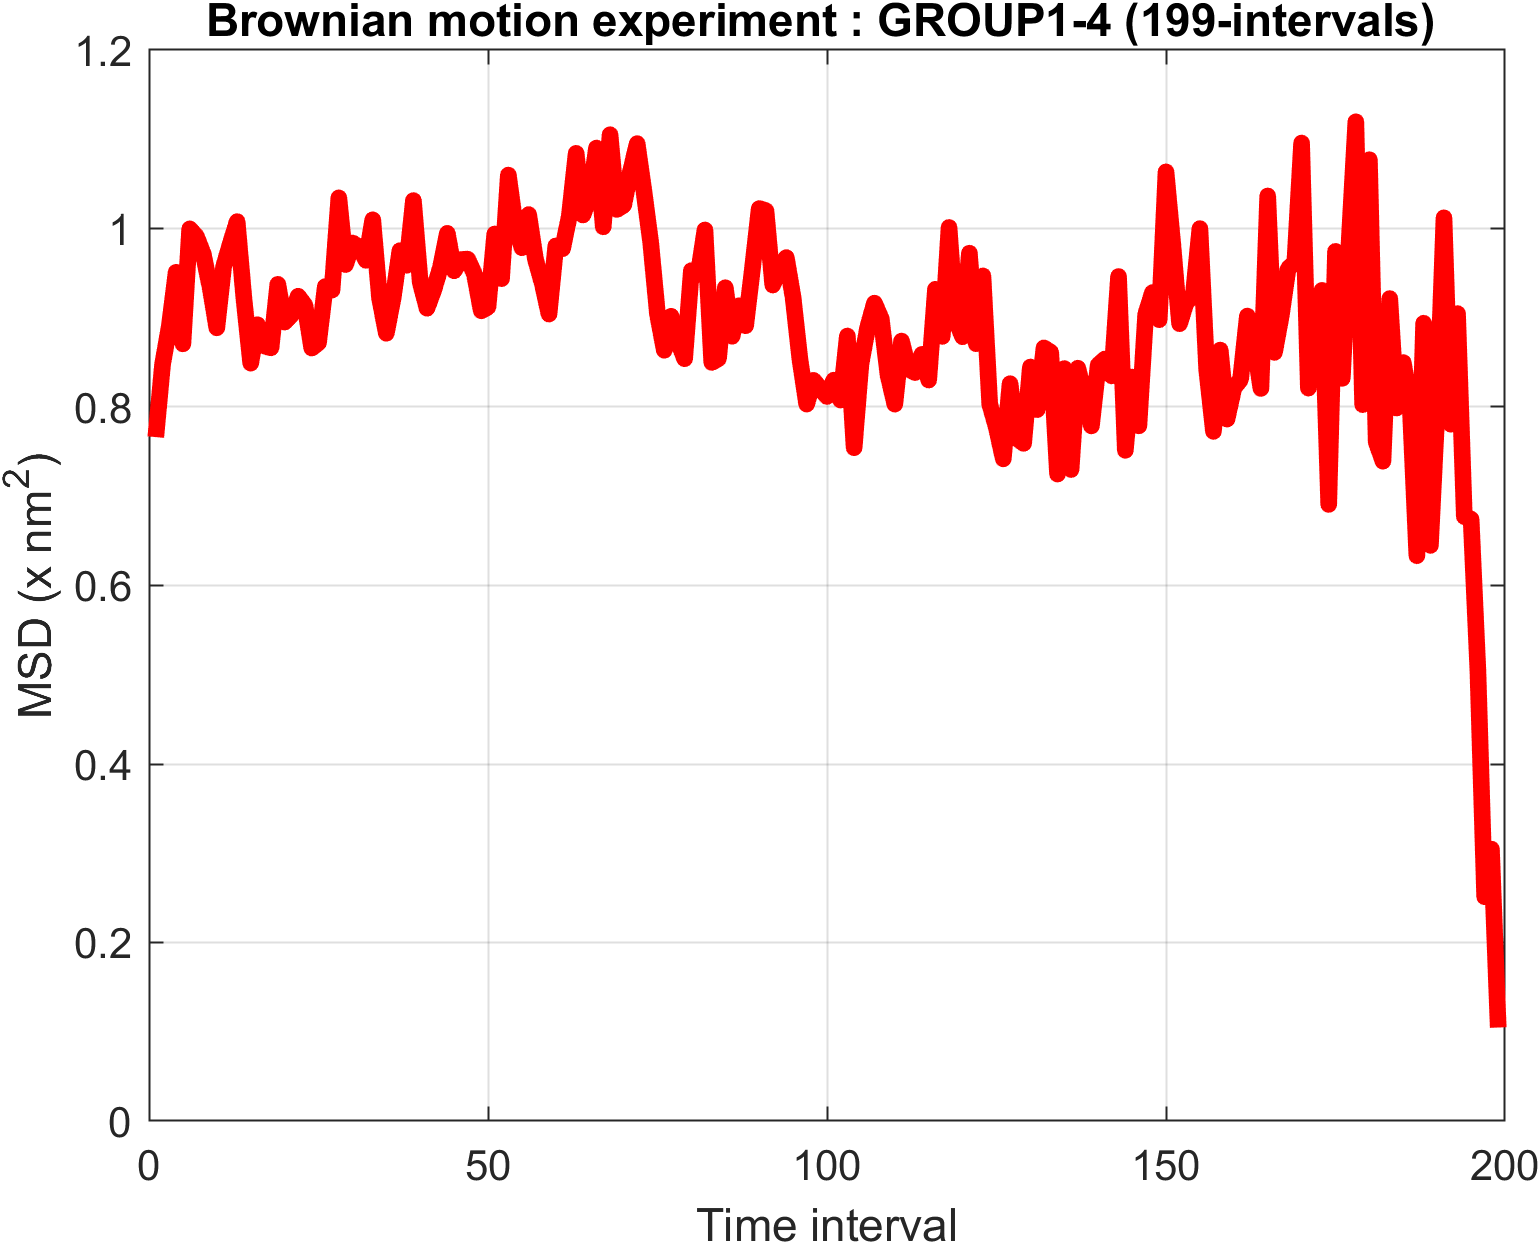 Brownian motion experiment : GROUP1-4 (199-intervals)
1.2
1
0.8
0.6
0.4
0.2
0
MSD (x nm²)
0 50 100 150 200
Time interval